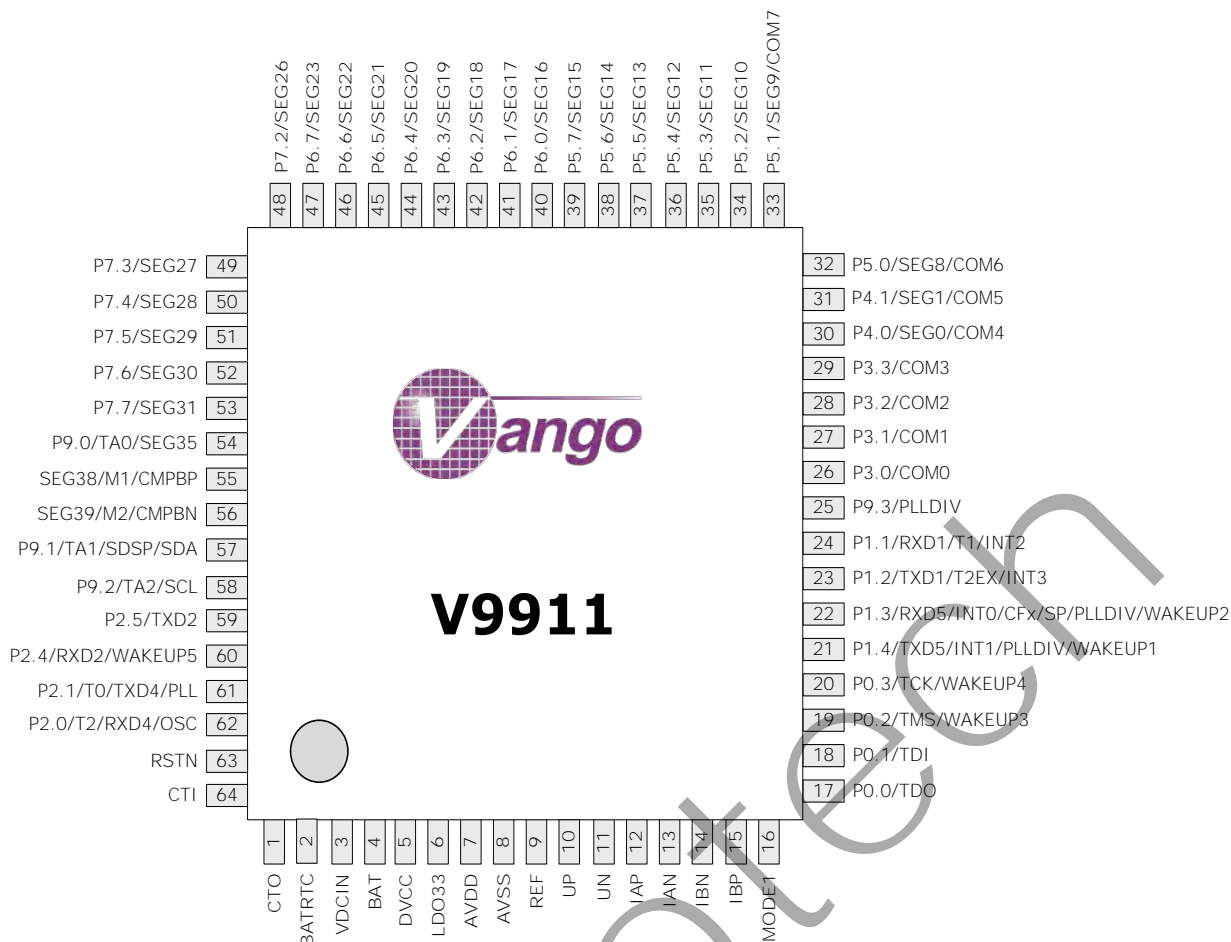 P7.2/SEG26
P6.7/SEG23
P6.6/SEG22
P6.5/SEG21
P6.4/SEG20
P6.3/SEG19
P6.2/SEG18
P6.1/SEG17
P6.0/SEG16
P5.7/SEG15
P5.6/SEG14
P5.5/SEG13
P5.4/SEG12
P5.3/SEG11
P5.2/SEG10
P5.1/SEG9/COM7
48 47 46 45 44 43 42 41 40 39 38 37 36 35 34 33
P7.3/SEG27 49
P7.4/SEG28 50
P7.5/SEG29 51
P7.6/SEG30 52
P7.7/SEG31 53
P9.0/TA0/SEG35 54
SEG38/M1/CMPBP 55
SEG39/M2/CMPBN 56
P9.1/TA1/SDSP/SDA 57
P9.2/TA2/SCL 58
P2.5/TXD2 59
P2.4/RXD2/WAKEUP5 60
P2.1/T0/TXD4/PLL 61
P2.0/T2/RXD4/OSC 62
RSTN 63
CTI 64
Vango
V9911
32 P5.0/SEG8/COM6
31 P4.1/SEG1/COM5
30 P4.0/SEG0/COM4
29 P3.3/COM3
28 P3.2/COM2
27 P3.1/COM1
26 P3.0/COM0
25 P9.3/PLLDIV
24 P1.1/RXD1/T1/INT2
23 P1.2/TXD1/T2EX/INT3
22 P1.3/RXD5/INT0/CFx/SP/PLLDIV/WAKEUP2
21 P1.4/TXD5/INT1/PLLDIV/WAKEUP1
20 P0.3/TCK/WAKEUP4
19 P0.2/TMS/WAKEUP3
18 P0.1/TDI
17 P0.0/TDO
1 2 3 4 5 6 7 8 9 10 11 12 13 14 15 16
CTO
BATRTC
VDCIN
BAT
DVCC
LDO33
AVDD
AVSS
REF
UP
UN
IAP
IAN
IBN
IBP
MODE1
otech